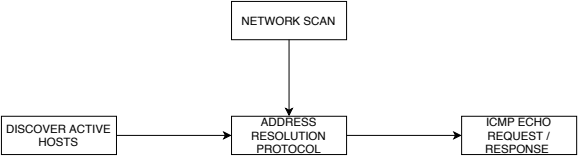 NETWORK SCAN
DISCOVER ACTIVE
HOSTS
ADDRESS
RESOLUTION
PROTOCOL
ICMP ECHO
REQUEST /
RESPONSE